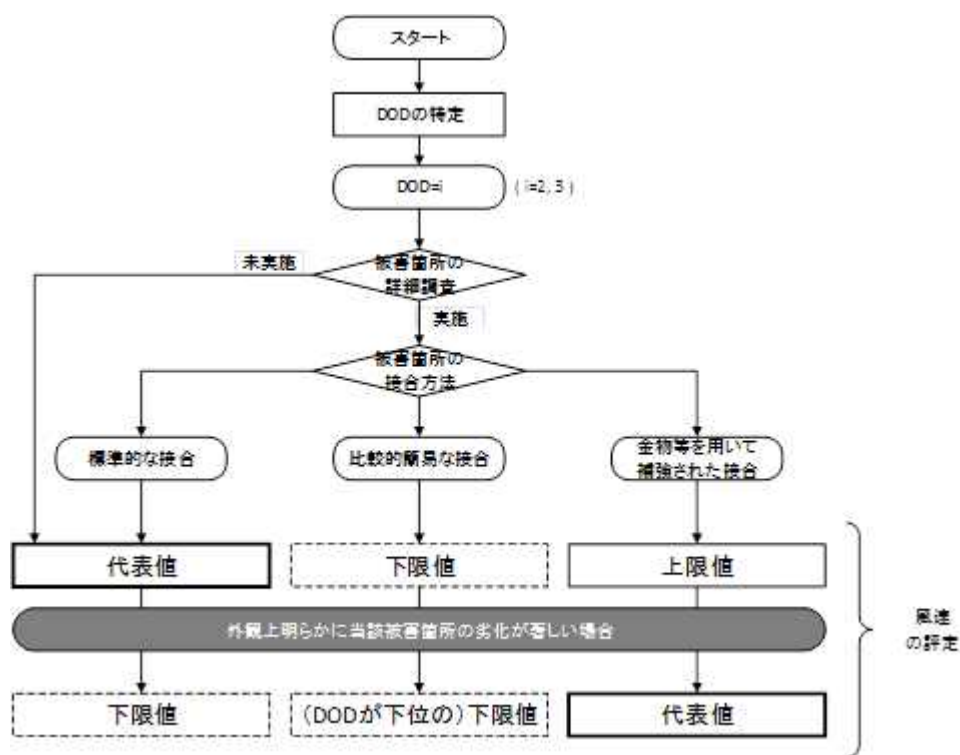 スタート
DODの特定
DOD=i
( i=2, 3 )
未実施
被害箇所の
詳細調査
実施
被害箇所の
接合方法
標準的な接合
比較的簡易な接合
金物等を用いて
補強された接合
代表値
下限値
上限値
外観上明らかに当該被害箇所の劣化が著しい場合
風速
の評定
下限値
(DODが下位の)下限値
代表値